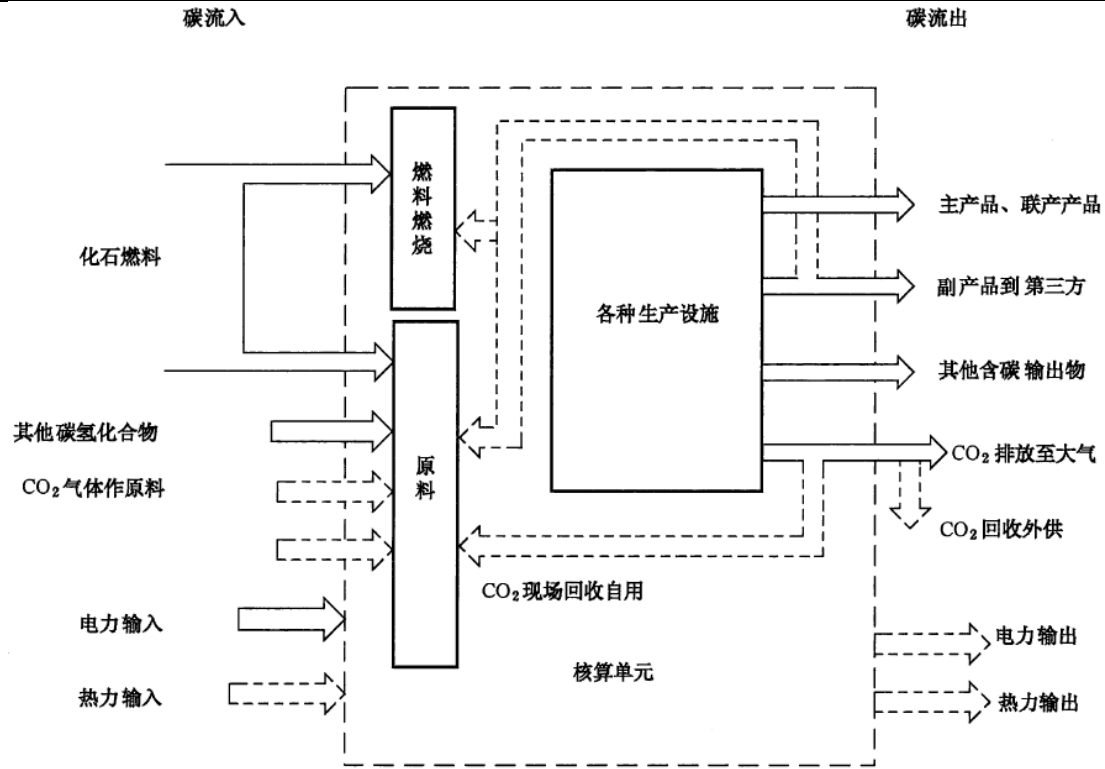 碳流入
碳流出
燃料燃烧
化石燃料
主产品、联产产品
副产品到第三方
各种生产设施
其他含碳输出物
其他碳氢化合物
CO₂气体作原料
原料
CO₂排放至大气
CO₂回收外供
CO₂现场回收自用
电力输入
电力输出
核算单元
热力输入
热力输出